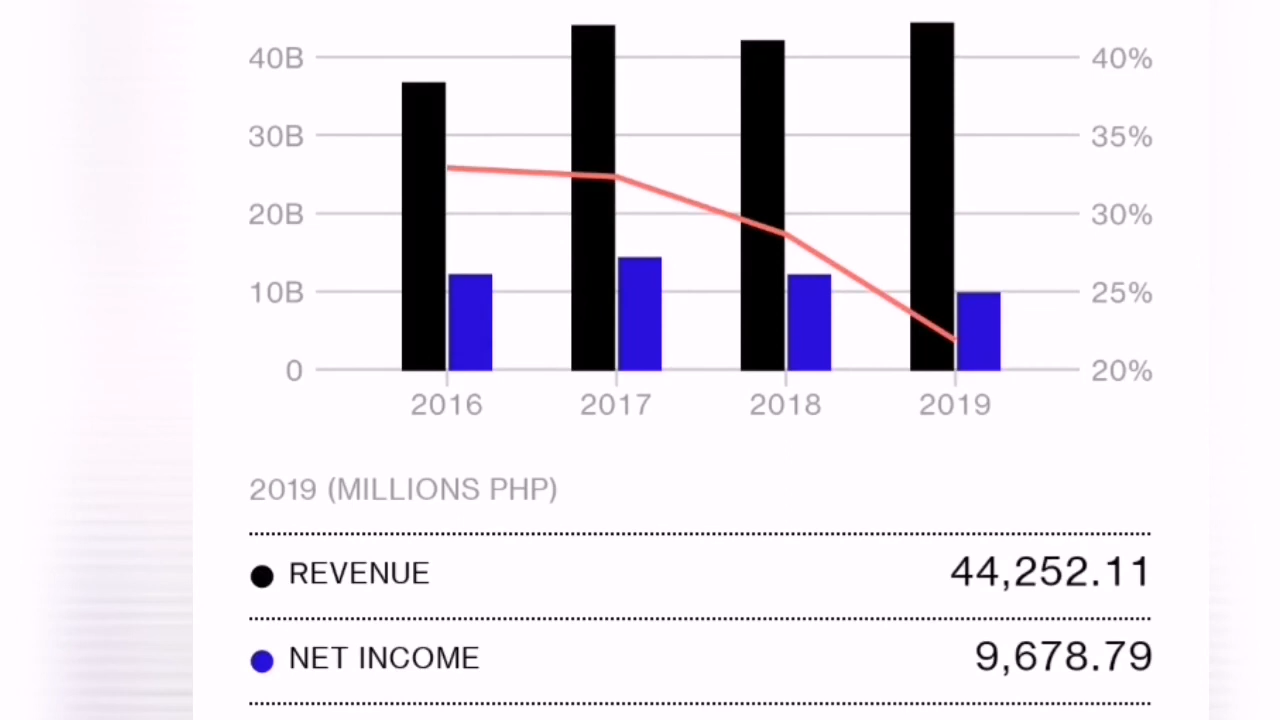 40B 40%
30B 35%
20B 30%
10B 25%
0 20%
2016 2017 2018 2019
2019 (MILLIONS PHP)
REVENUE 44,252.11
NET INCOME 9,678.79